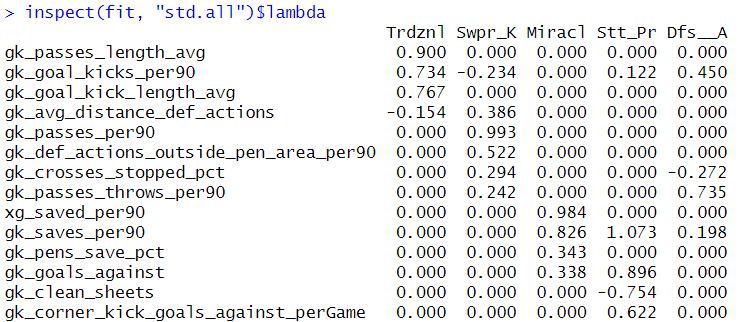 > inspect(fit, "std.all")$lambda
Trdznl Swpr_K Miracl Stt_Pr Dfs__A
gk_passes_length_avg 0.900 0.000 0.000 0.000 0.000
gk_goal_kicks_per90 0.734 -0.234 0.000 0.122 0.450
gk_goal_kick_length_avg 0.767 0.000 0.000 0.000 0.000
gk_avg_distance_def_actions -0.154 0.386 0.000 0.000 0.000
gk_passes_per90 0.000 0.993 0.000 0.000 0.000
gk_def_actions_outside_pen_area_per90 0.000 0.522 0.000 0.000 0.000
gk_crosses_stopped_pct 0.000 0.294 0.000 0.000 -0.272
gk_passes_throws_per90 0.000 0.242 0.000 0.000 0.735
xg_saved_per90 0.000 0.000 0.984 0.000 0.000
gk_saves_per90 0.000 0.000 0.826 1.073 0.198
gk_pens_save_pct 0.000 0.000 0.343 0.000 0.000
gk_goals_against 0.000 0.000 0.338 0.896 0.000
gk_clean_sheets 0.000 0.000 0.000 -0.754 0.000
gk_corner_kick_goals_against_perGame 0.000 0.000 0.000 0.622 0.000